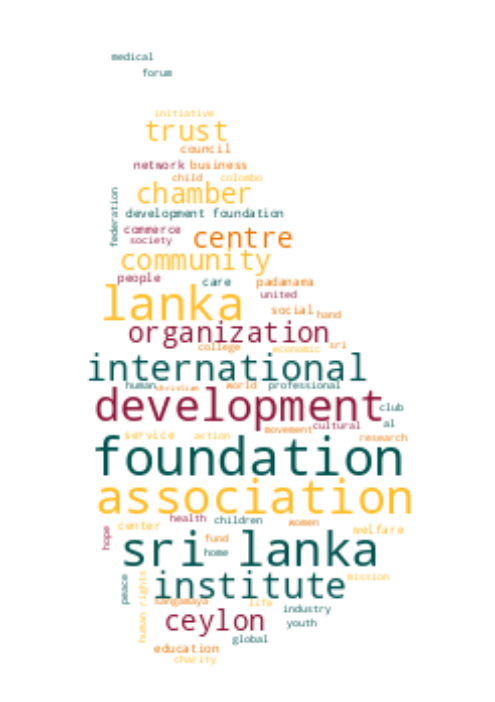 medical
forum
initiative
trust
council
network business
child colombo
chamber
federation
development foundation
commerce
society
centre
community
people
care
padanama
united
lanka
social
hand
organization
college
economic
sri
international
human
christian
world
professional
development
club
al
movement
cultural
service
action
research
foundation
association
health
children
hope
center
women
welfare
fund
sri lanka
home
peace
human rights
institute
mission
sangamaya
life
industry
ceylon
youth
global
education
charity